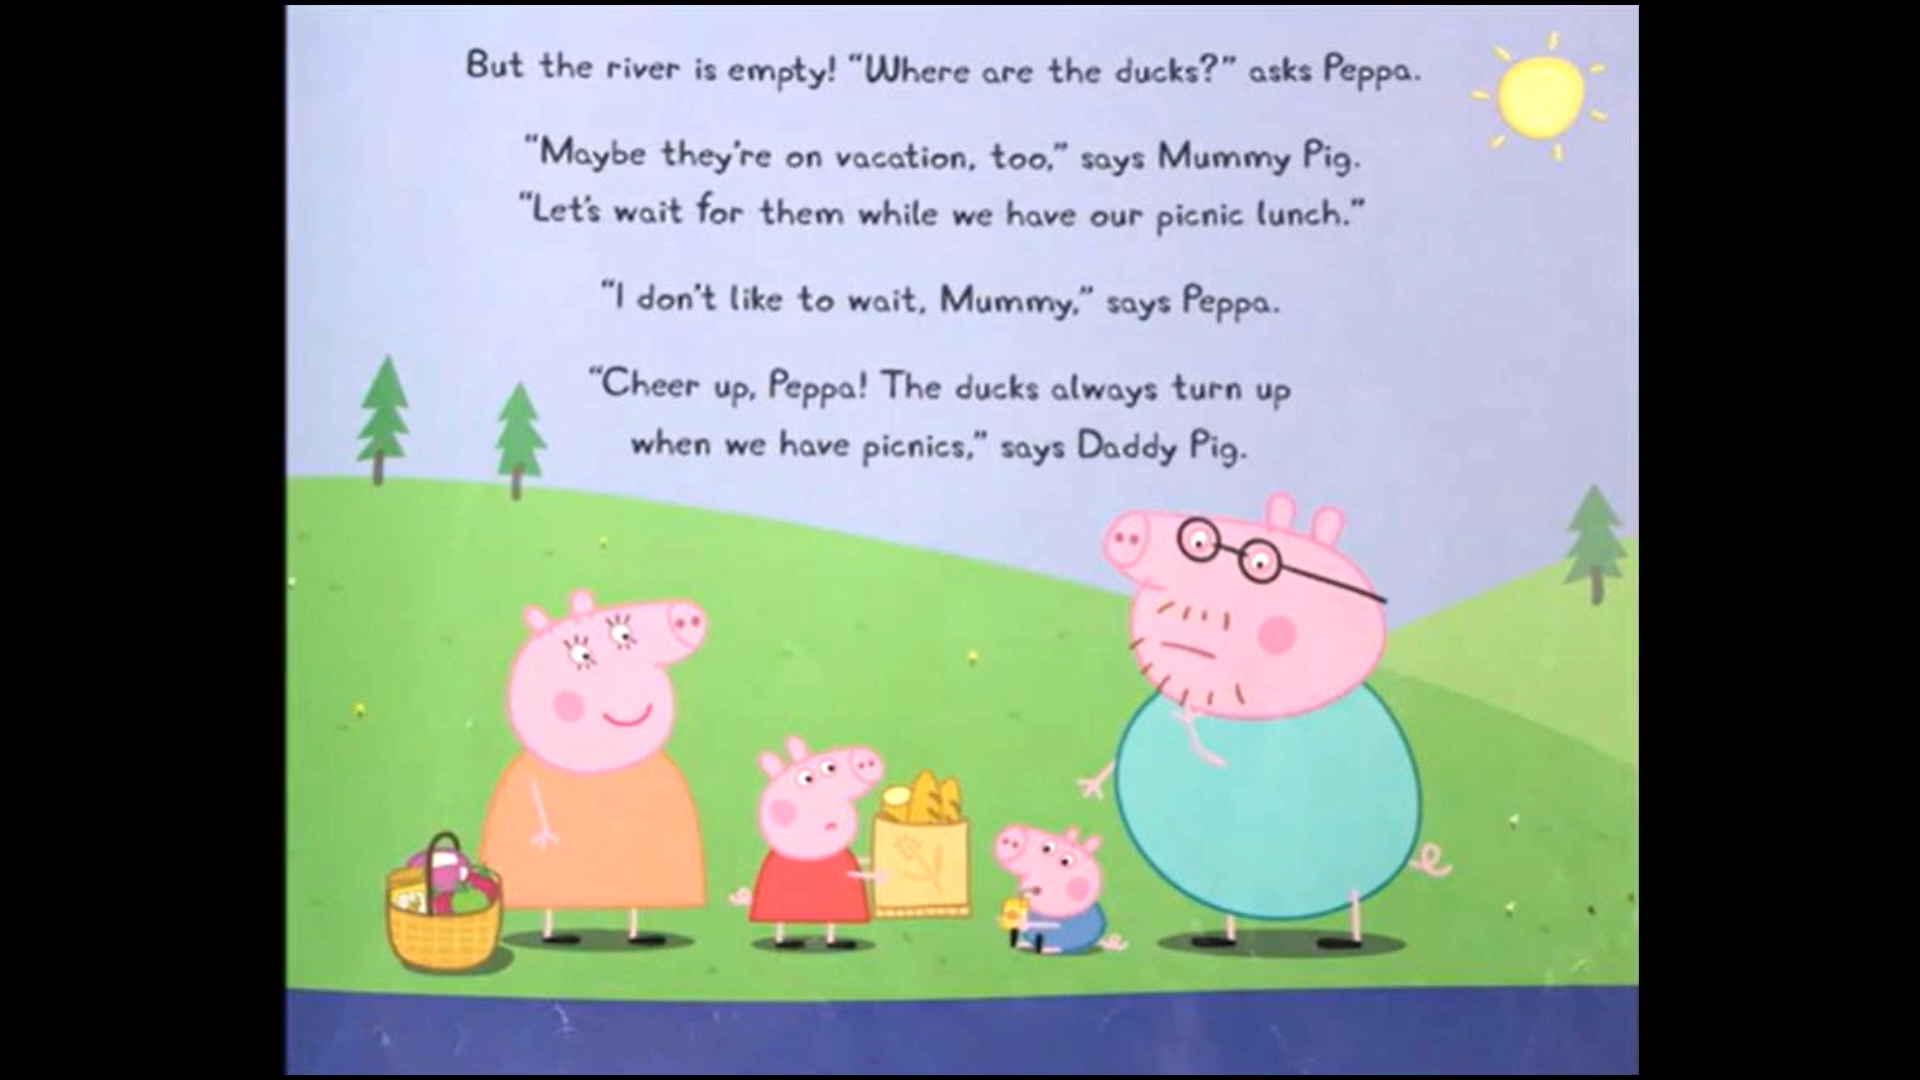 But the river is empty! “Where are the ducks?” asks Peppa.
“Maybe they’re on vacation, too,” says Mummy Pig.
“Let’s wait for them while we have our picnic lunch.”
“I don’t like to wait, Mummy,” says Peppa.
“Cheer up, Peppa! The ducks always turn up
when we have picnics,” says Daddy Pig.